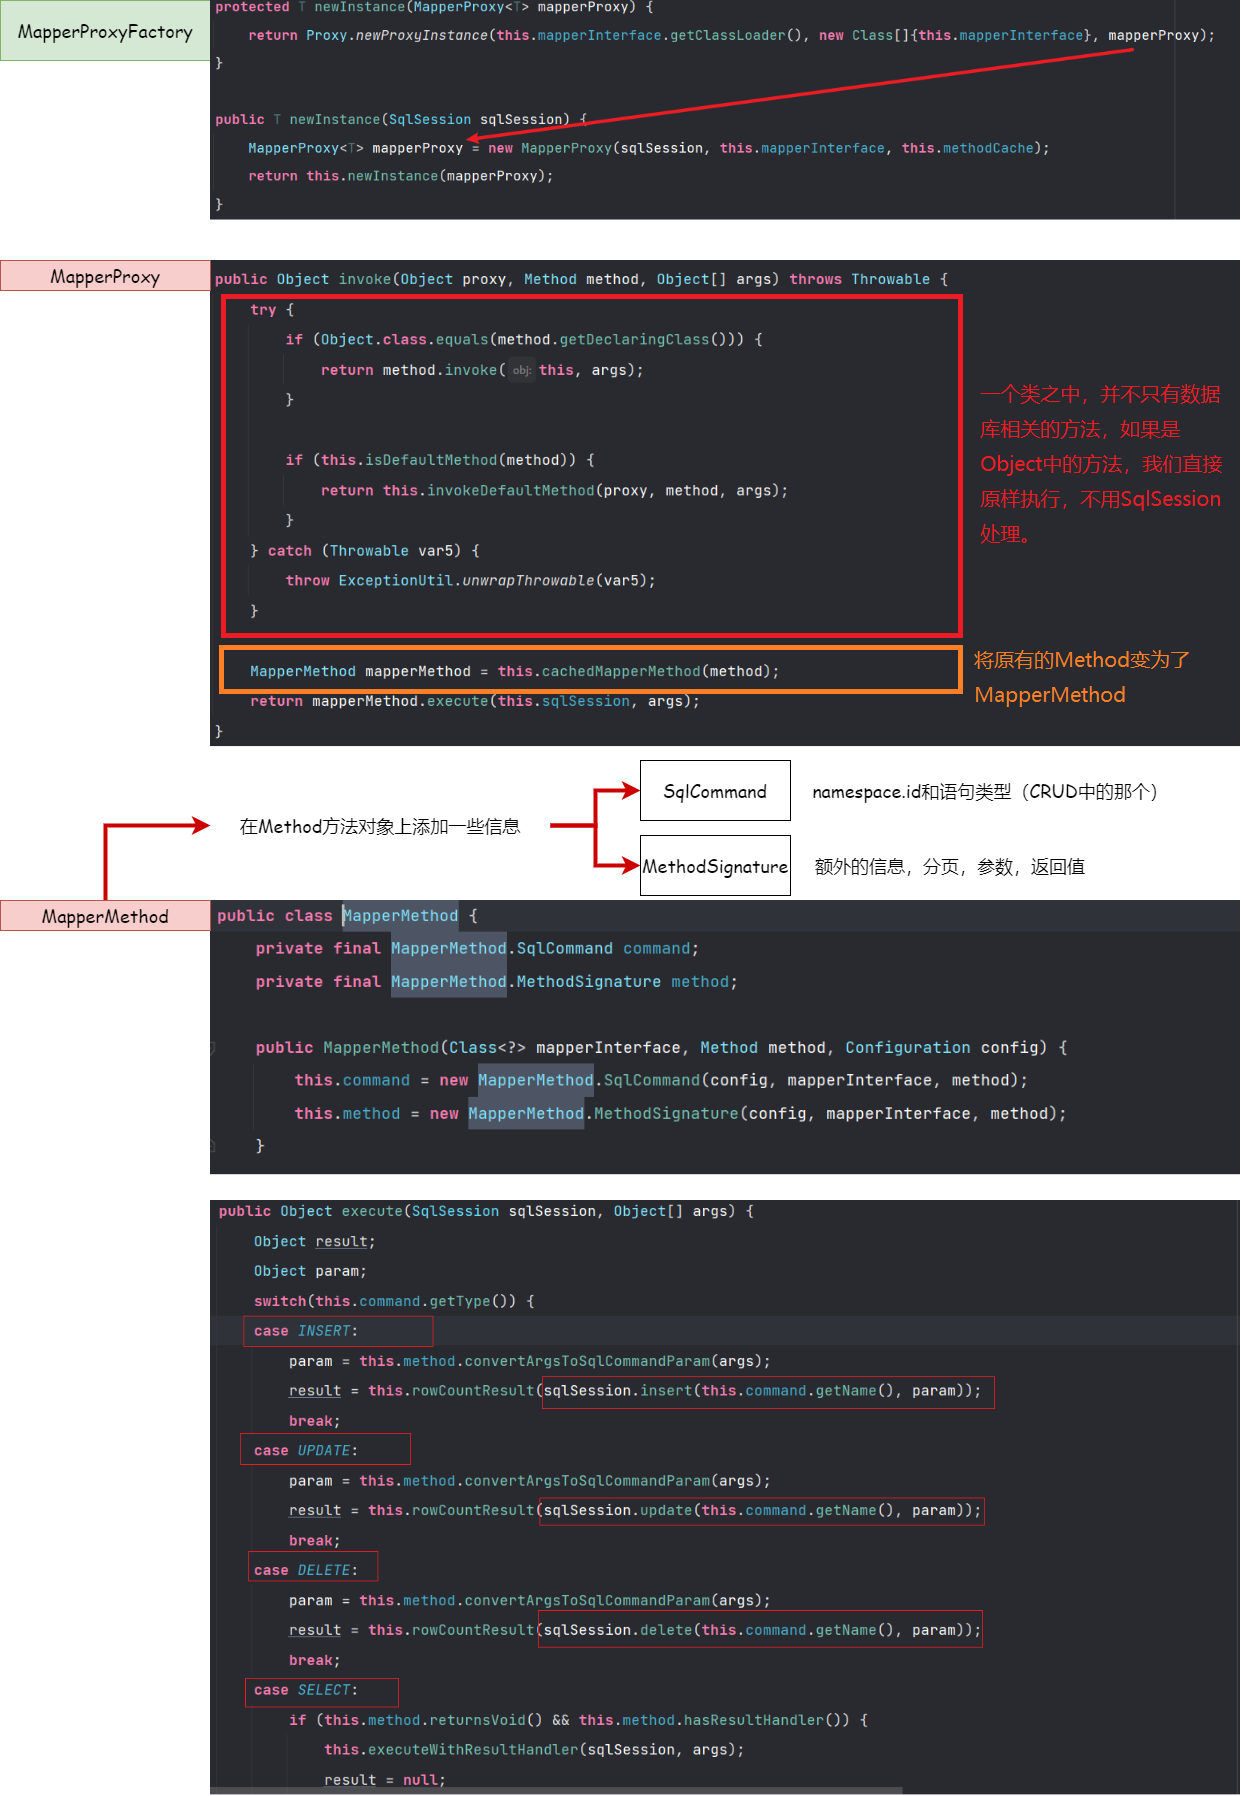 MapperProxyFactory
protected T newInstance(MapperProxy<T> mapperProxy) {
return Proxy.newProxyInstance(this.mapperInterface.getClassLoader(), new Class[]{this.mapperInterface}, mapperProxy);
}
public T newInstance(SqlSession sqlSession) {
MapperProxy<T> mapperProxy = new MapperProxy(sqlSession, this.mapperInterface, this.methodCache);
return this.newInstance(mapperProxy);
}
MapperProxy
public Object invoke(Object proxy, Method method, Object[] args) throws Throwable {
try {
if (Object.class.equals(method.getDeclaringClass())) {
return method.invoke( obj: this, args);
}
if (this.isDefaultMethod(method)) {
return this.invokeDefaultMethod(proxy, method, args);
}
} catch (Throwable var5) {
throw ExceptionUtil.unwrapThrowable(var5);
}
一个类之中，并不只有数据
库相关的方法，如果是
Object中的方法，我们直接
原样执行，不用SqlSession
处理。
MapperMethod mapperMethod = this.cachedMapperMethod(method);
return mapperMethod.execute(this.sqlSession, args);
}
将原有的Method变为了
MapperMethod
在Method方法对象上添加一些信息
SqlCommand
namespace.id和语句类型（CRUD中的那个）
MethodSignature
额外的信息，分页，参数，返回值
MapperMethod
public class MapperMethod {
private final MapperMethod.SqlCommand command;
private final MapperMethod.MethodSignature method;
public MapperMethod(Class<?> mapperInterface, Method method, Configuration config) {
this.command = new MapperMethod.SqlCommand(config, mapperInterface, method);
this.method = new MapperMethod.MethodSignature(config, mapperInterface, method);
}
public Object execute(SqlSession sqlSession, Object[] args) {
Object result;
Object param;
switch(this.command.getType()) {
case INSERT:
param = this.method.convertArgsToSqlCommandParam(args);
result = this.rowCountResult(sqlSession.insert(this.command.getName(), param));
break;
case UPDATE:
param = this.method.convertArgsToSqlCommandParam(args);
result = this.rowCountResult(sqlSession.update(this.command.getName(), param));
break;
case DELETE:
param = this.method.convertArgsToSqlCommandParam(args);
result = this.rowCountResult(sqlSession.delete(this.command.getName(), param));
break;
case SELECT:
if (this.method.returnsVoid() && this.method.hasResultHandler()) {
this.executeWithResultHandler(sqlSession, args);
result = null;